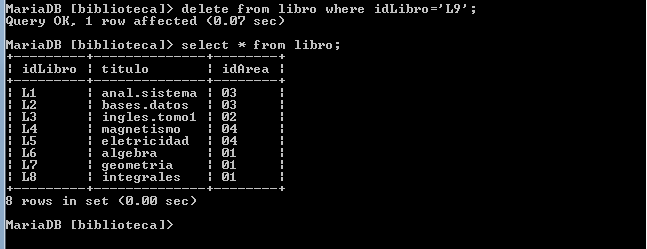 MariaDB [biblioteca]> delete from libro where idLibro='L9';
Query OK, 1 row affected (0.07 sec)
MariaDB [biblioteca]> select * from libro;
+---------+--------------+--------+
¦ idLibro ¦ titulo       ¦ idArea ¦
+---------+--------------+--------+
¦ L1      ¦ anal.sistema ¦ 03     ¦
¦ L2      ¦ bases.datos  ¦ 03     ¦
¦ L3      ¦ ingles.tomo1 ¦ 02     ¦
¦ L4      ¦ magnetismo   ¦ 04     ¦
¦ L5      ¦ eletricidad  ¦ 04     ¦
¦ L6      ¦ algebra      ¦ 01     ¦
¦ L7      ¦ geometria    ¦ 01     ¦
¦ L8      ¦ integrales   ¦ 01     ¦
+---------+--------------+--------+
8 rows in set (0.00 sec)
MariaDB [biblioteca]>